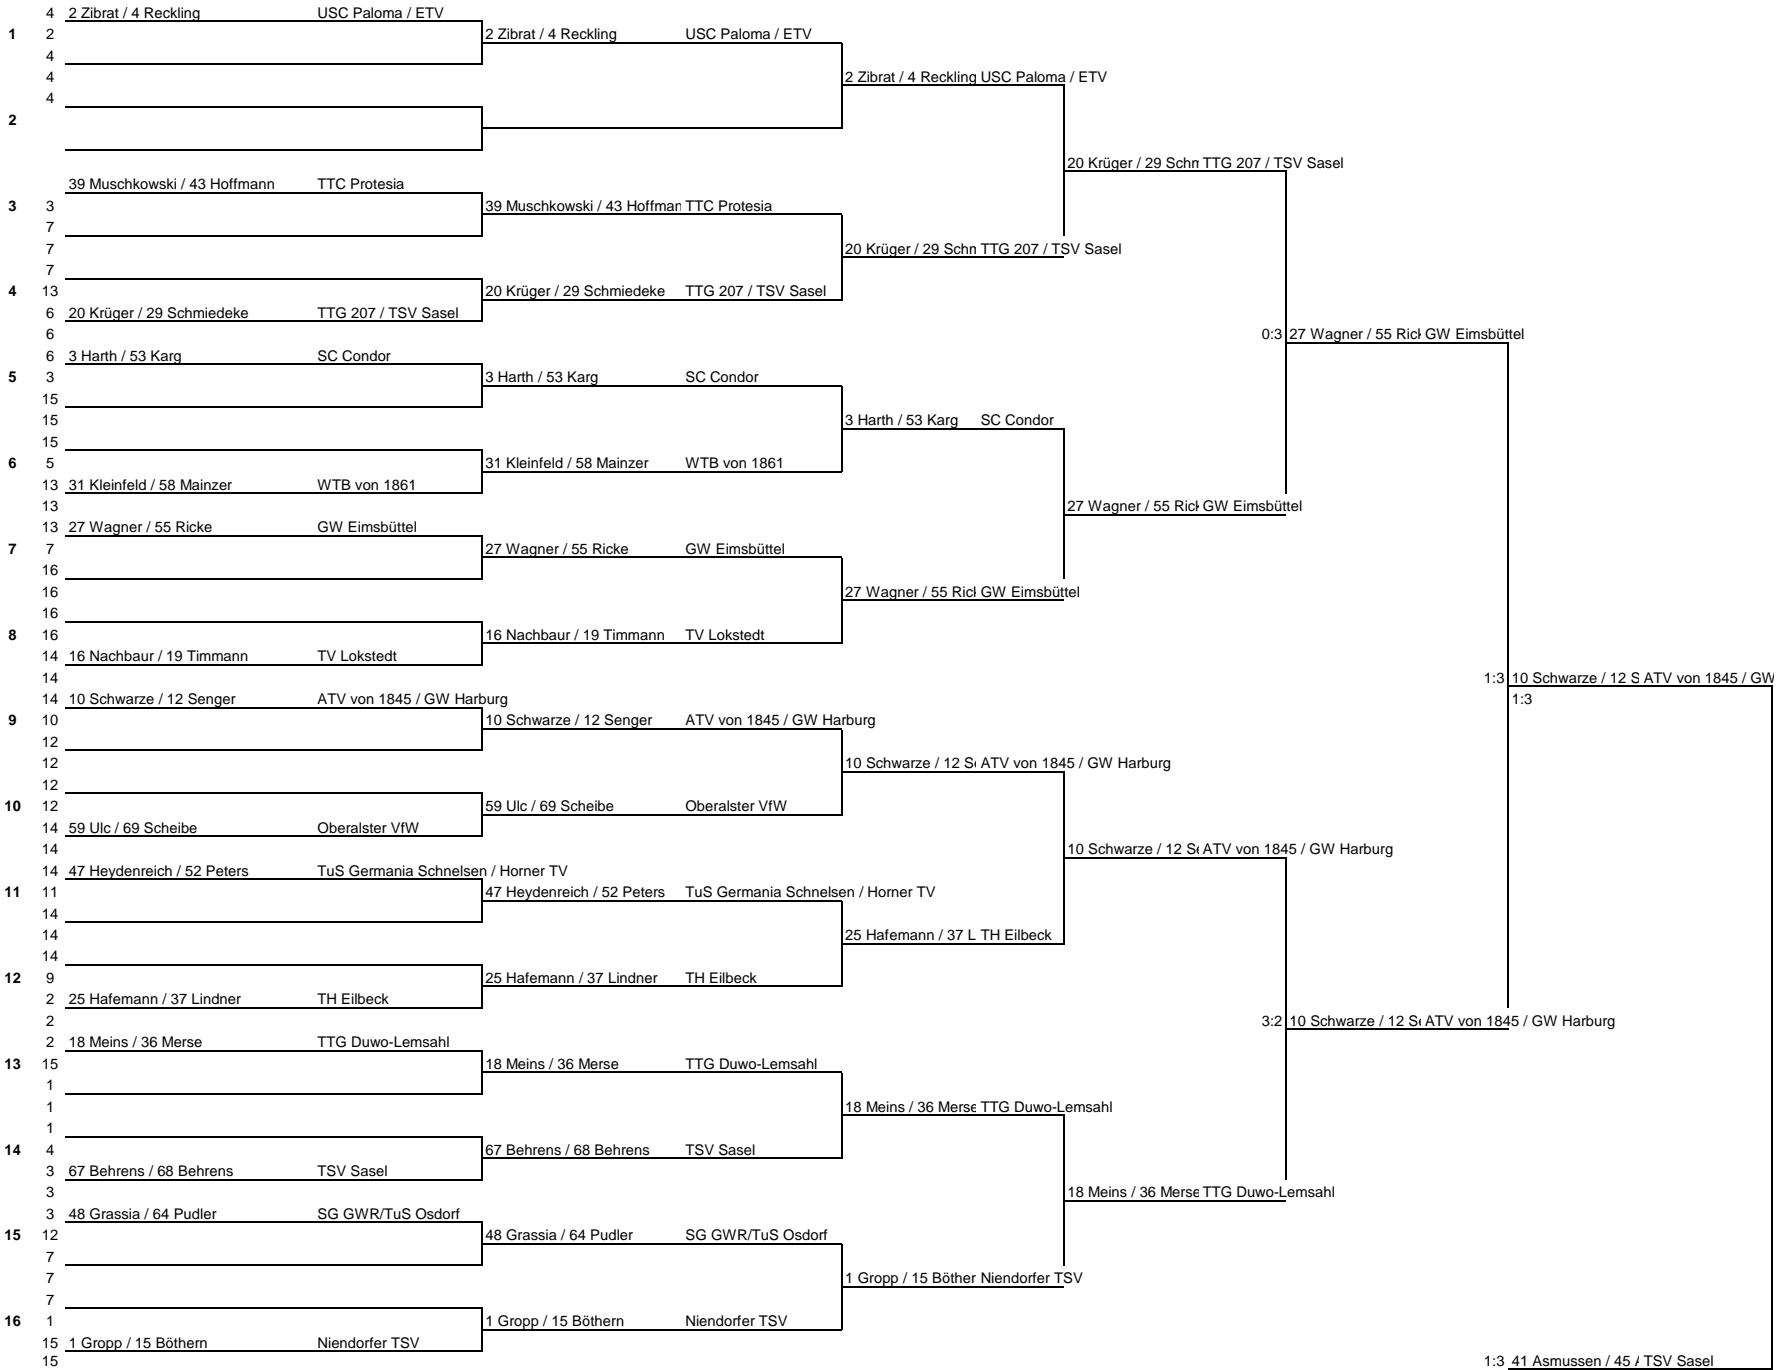 4 2 Zibrat / 4 Reckling USC Paloma / ETV
1 2 2 Zibrat / 4 Reckling USC Paloma / ETV
4
4 2 Zibrat / 4 Reckling USC Paloma / ETV
4
2
20 Krüger / 29 Schm TTG 207 / TSV Sasel
39 Muschkowski / 43 Hoffmann TTC Protesia
3 3 39 Muschkowski / 43 Hoffman TTC Protesia
7
7 20 Krüger / 29 Schn TTG 207 / TSV Sasel
7
4 13 20 Krüger / 29 Schmiedeke TTG 207 / TSV Sasel
6 20 Krüger / 29 Schmiedeke TTG 207 / TSV Sasel
6 0:3 27 Wagner / 55 Rick GW Eimsbüttel
6 3 Harth / 53 Karg SC Condor
5 3 3 Harth / 53 Karg SC Condor
15
15 3 Harth / 53 Karg SC Condor
15
6 5 31 Kleinfeld / 58 Mainzer WTB von 1861
13 31 Kleinfeld / 58 Mainzer WTB von 1861
13 27 Wagner / 55 Rick GW Eimsbüttel
13 27 Wagner / 55 Ricke GW Eimsbüttel
7 7 27 Wagner / 55 Ricke GW Eimsbüttel
16
16 27 Wagner / 55 Rick GW Eimsbüttel
16
8 16 16 Nachbaur / 19 Timmann TV Lokstedt
14 16 Nachbaur / 19 Timmann TV Lokstedt
14 1:3 10 Schwarze / 12 S ATV von 1845 / GW
14 10 Schwarze / 12 Senger ATV von 1845 / GW Harburg 1:3
9 10 10 Schwarze / 12 Senger ATV von 1845 / GW Harburg
12
12 10 Schwarze / 12 Se ATV von 1845 / GW Harburg
12
10 12 59 Ulc / 69 Scheibe Oberalster VfW
14 59 Ulc / 69 Scheibe Oberalster VfW
14 10 Schwarze / 12 Se ATV von 1845 / GW Harburg
14 47 Heydenreich / 52 Peters TuS Germania Schnelsen / Horner TV
11 11 47 Heydenreich / 52 Peters TuS Germania Schnelsen / Horner TV
14
14 25 Hafemann / 37 L TH Eilbeck
14
12 9 25 Hafemann / 37 Lindner TH Eilbeck
2 25 Hafemann / 37 Lindner TH Eilbeck
2 3:2 10 Schwarze / 12 Se ATV von 1845 / GW Harburg
2 18 Meins / 36 Merse TTG Duwo-Lemsahl
13 15 18 Meins / 36 Merse TTG Duwo-Lemsahl
1
1 18 Meins / 36 Merse TTG Duwo-Lemsahl
1
14 4 67 Behrens / 68 Behrens TSV Sasel
3 67 Behrens / 68 Behrens TSV Sasel
3 18 Meins / 36 Merse TTG Duwo-Lemsahl
3 48 Grassia / 64 Pudler SG GWR/TuS Osdorf
15 12 48 Grassia / 64 Pudler SG GWR/TuS Osdorf
7
7 1 Gropp / 15 Böther Niendorfer TSV
7
16 1 1 Gropp / 15 Böthern Niendorfer TSV
15 1 Gropp / 15 Böthern Niendorfer TSV
15 1:3 41 Asmussen / 45 / TSV Sasel